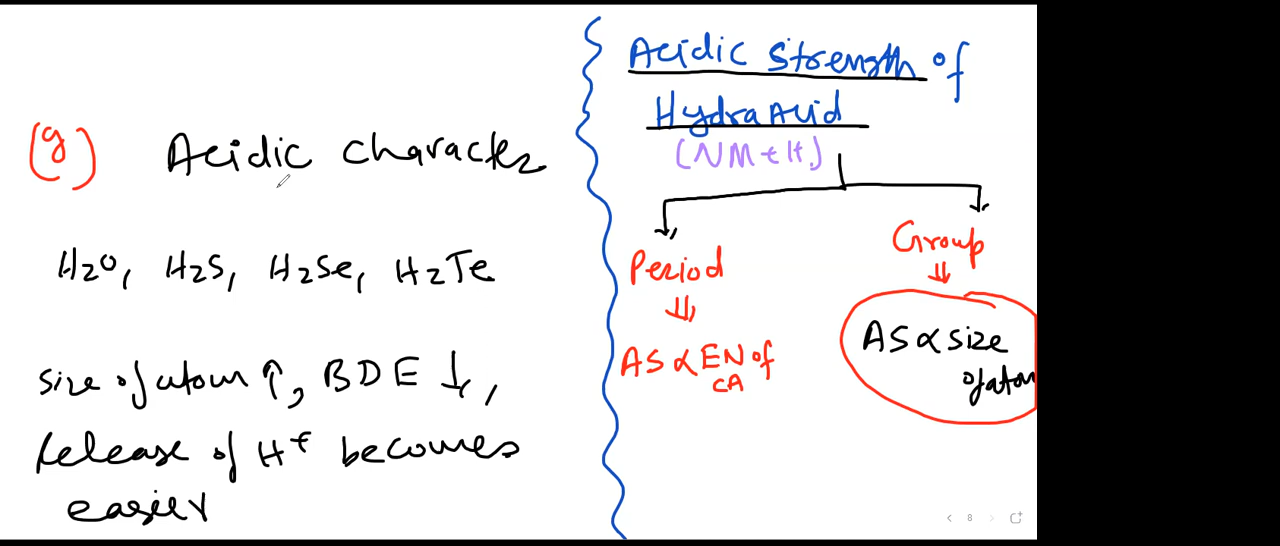 (g) Acidic character
H2O, H2S, H2Se, H2Te
size of atom ↑, BDE ↓,
release of H+ becomes
easier
Acidic Strength of
Hydra Acid
(NM + H)
Period
Group
⇓
⇓
AS ∝ EN of
CA
AS ∝ size
of atom
8